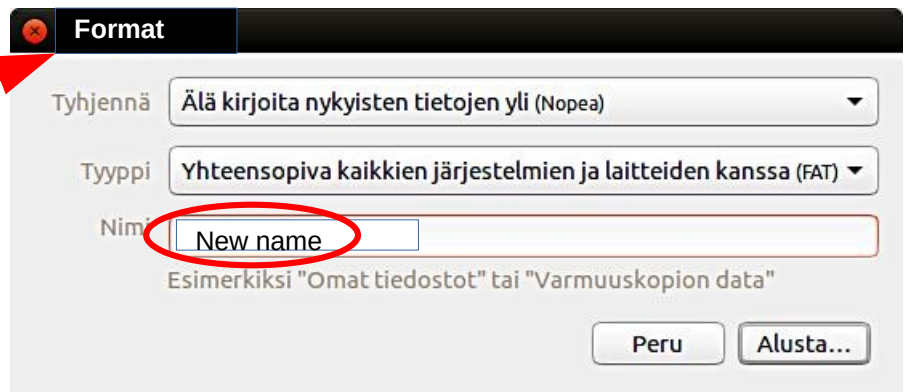 Format
Tyhjennä Älä kirjoita nykyisten tietojen yli (Nopea)
Tyyppi Yhteensopiva kaikkien järjestelmien ja laitteiden kanssa (FAT)
Nimi New name
Esimerkiksi "Omat tiedostot" tai "Varmuuskopion data"
Peru Alusta...